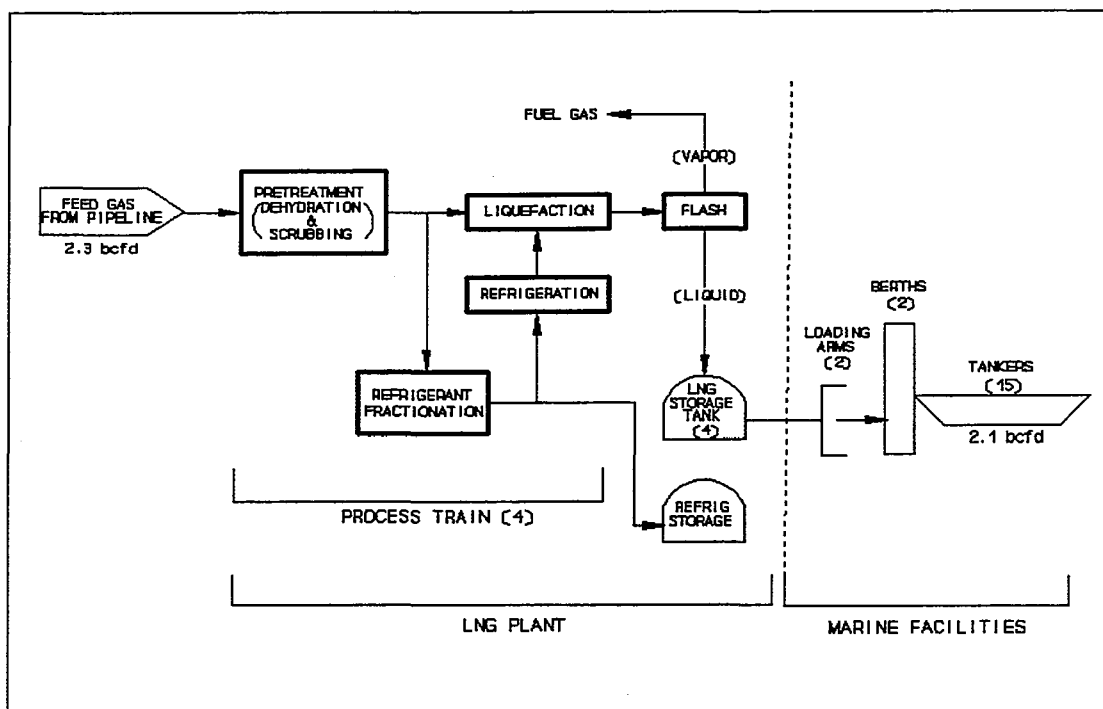 FUEL GAS
(VAPOR)
FEED GAS
FROM PIPELINE
2.3 bcfd
PRETREATMENT
(DEHYDRATION
&
SCRUBBING)
LIQUEFACTION
FLASH
REFRIGERATION
(LIQUID)
REFRIGERANT
FRACTIONATION
LNG
STORAGE
TANK
(4)
REFRIG
STORAGE
LOADING
ARMS
(2)
BERTHS
(2)
TANKERS
(15)
2.1 bcfd
PROCESS TRAIN (4)
LNG PLANT
MARINE FACILITIES